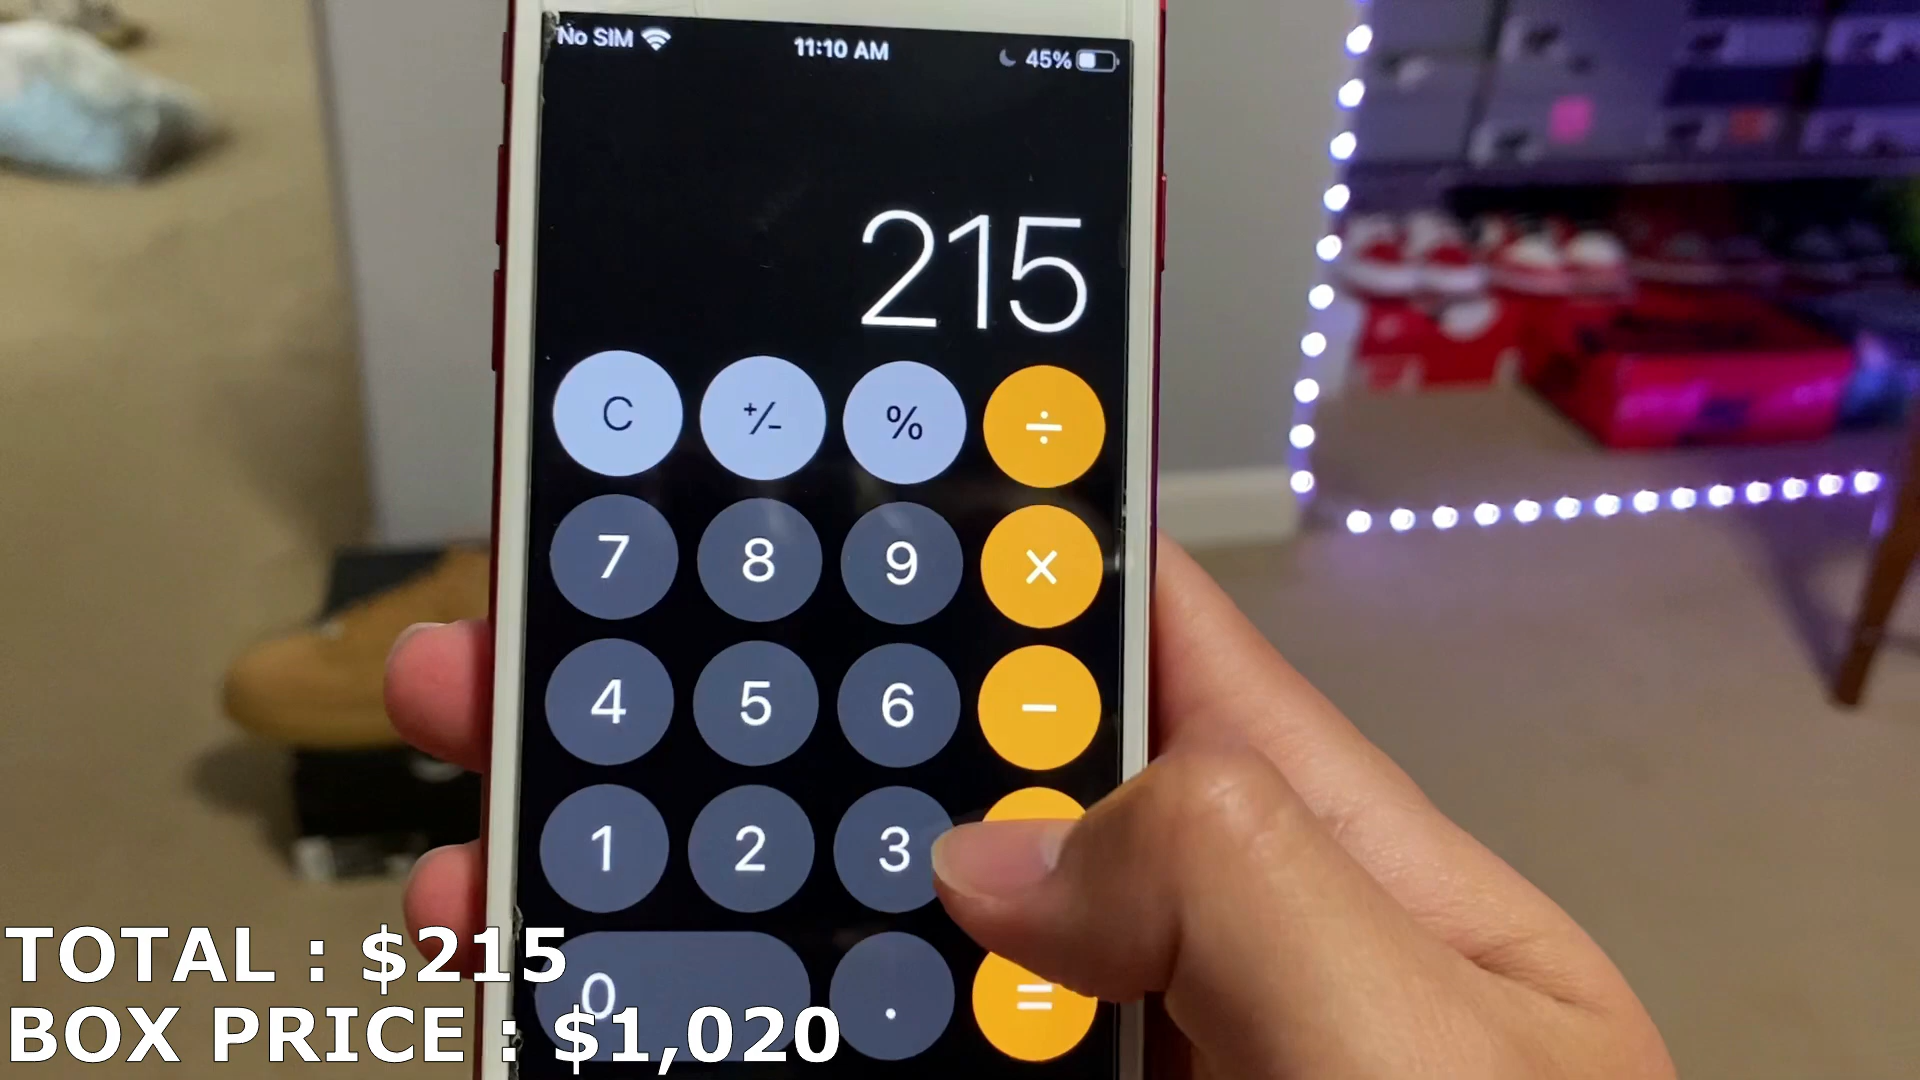 No SIM 11:10 AM 45%
215
C +/- % ÷
7 8 9 ×
4 5 6 −
1 2 3
0 . =
TOTAL : $215
BOX PRICE : $1,020